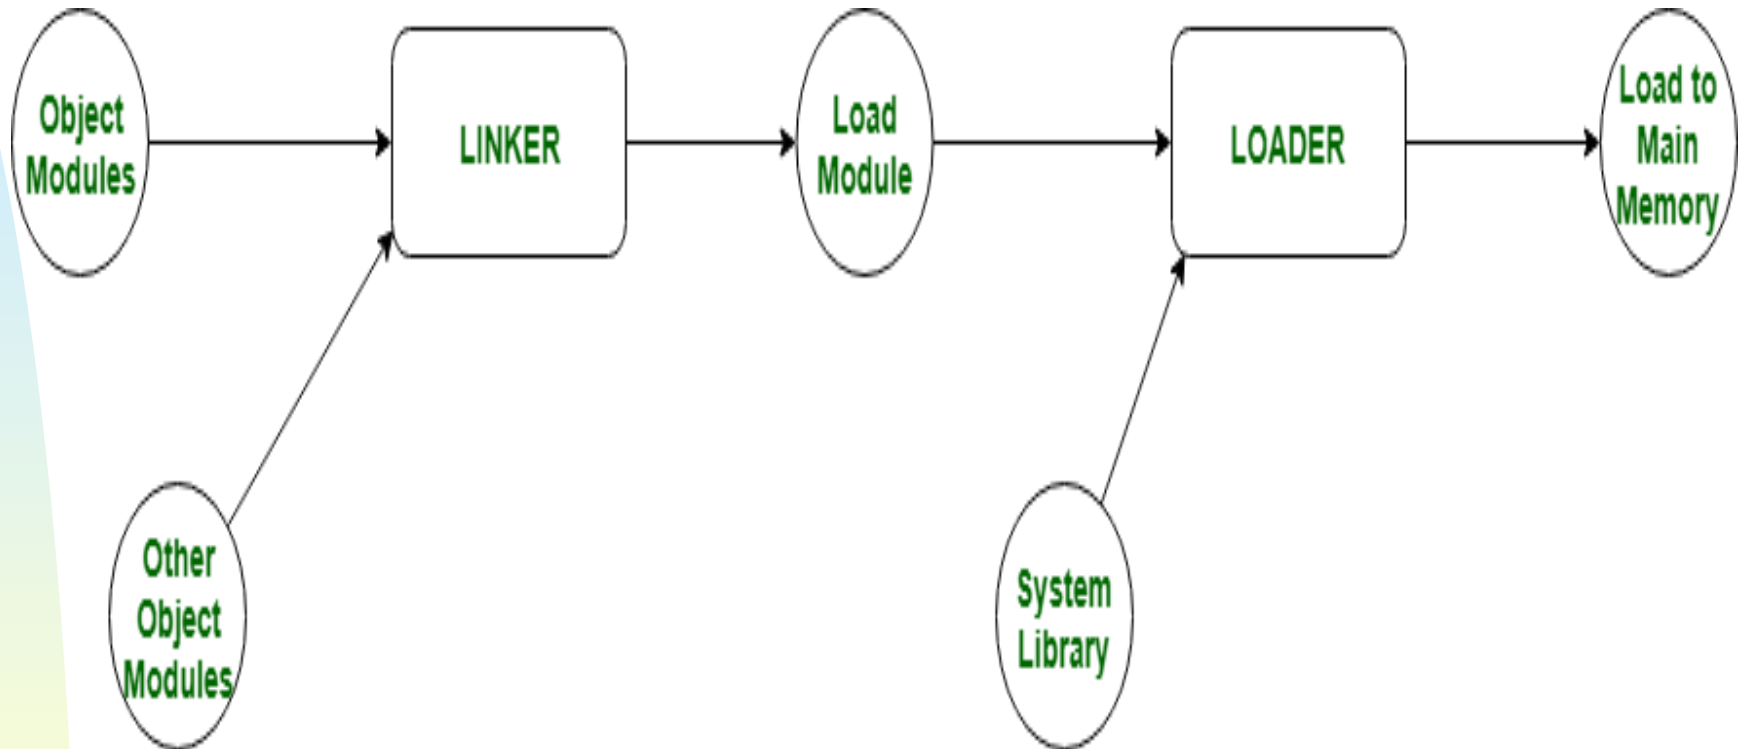 Object
Modules
LINKER
Load
Module
LOADER
Load to
Main
Memory
Other
Object
Modules
System
Library